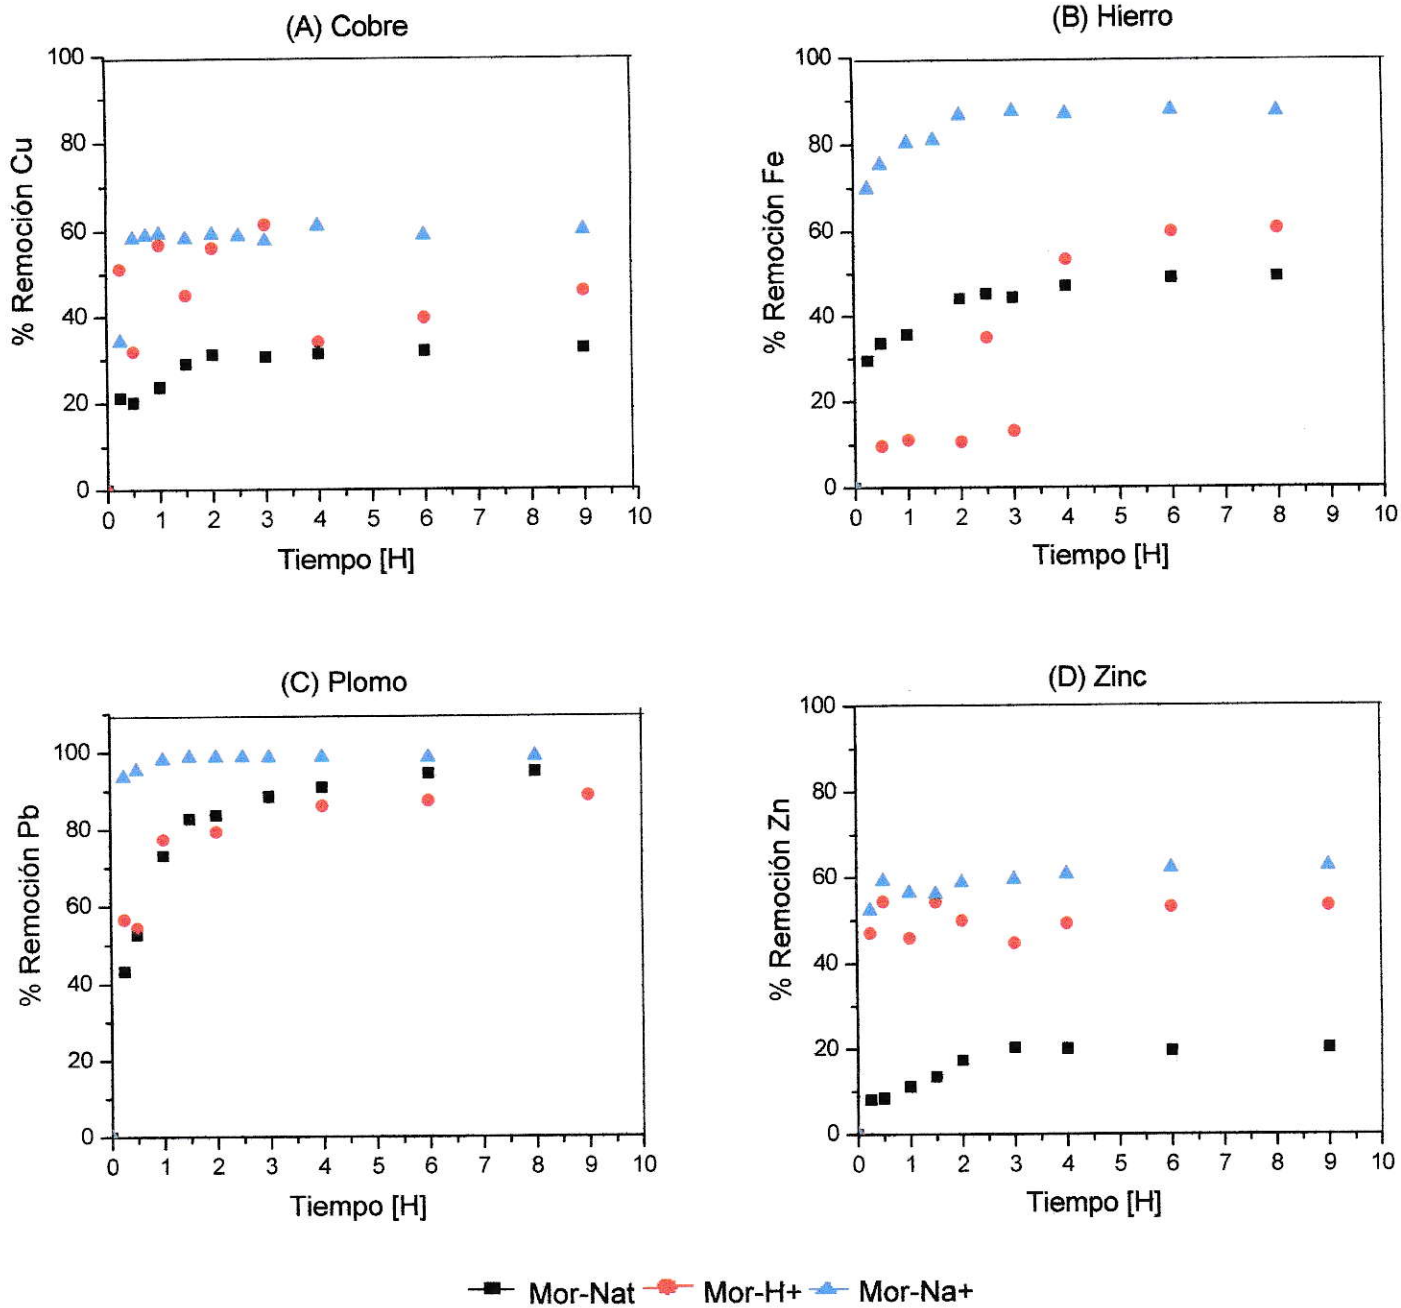 (A) Cobre
100
80
60
40
20
0
% Remoción Cu
0 1 2 3 4 5 6 7 8 9 10
Tiempo [H]
(B) Hierro
100
80
60
40
20
0
% Remoción Fe
0 1 2 3 4 5 6 7 8 9 10
Tiempo [H]
(C) Plomo
100
80
60
40
20
0
% Remoción Pb
0 1 2 3 4 5 6 7 8 9 10
Tiempo [H]
(D) Zinc
100
80
60
40
20
0
% Remoción Zn
0 1 2 3 4 5 6 7 8 9 10
Tiempo [H]
Mor-Nat Mor-H+ Mor-Na+